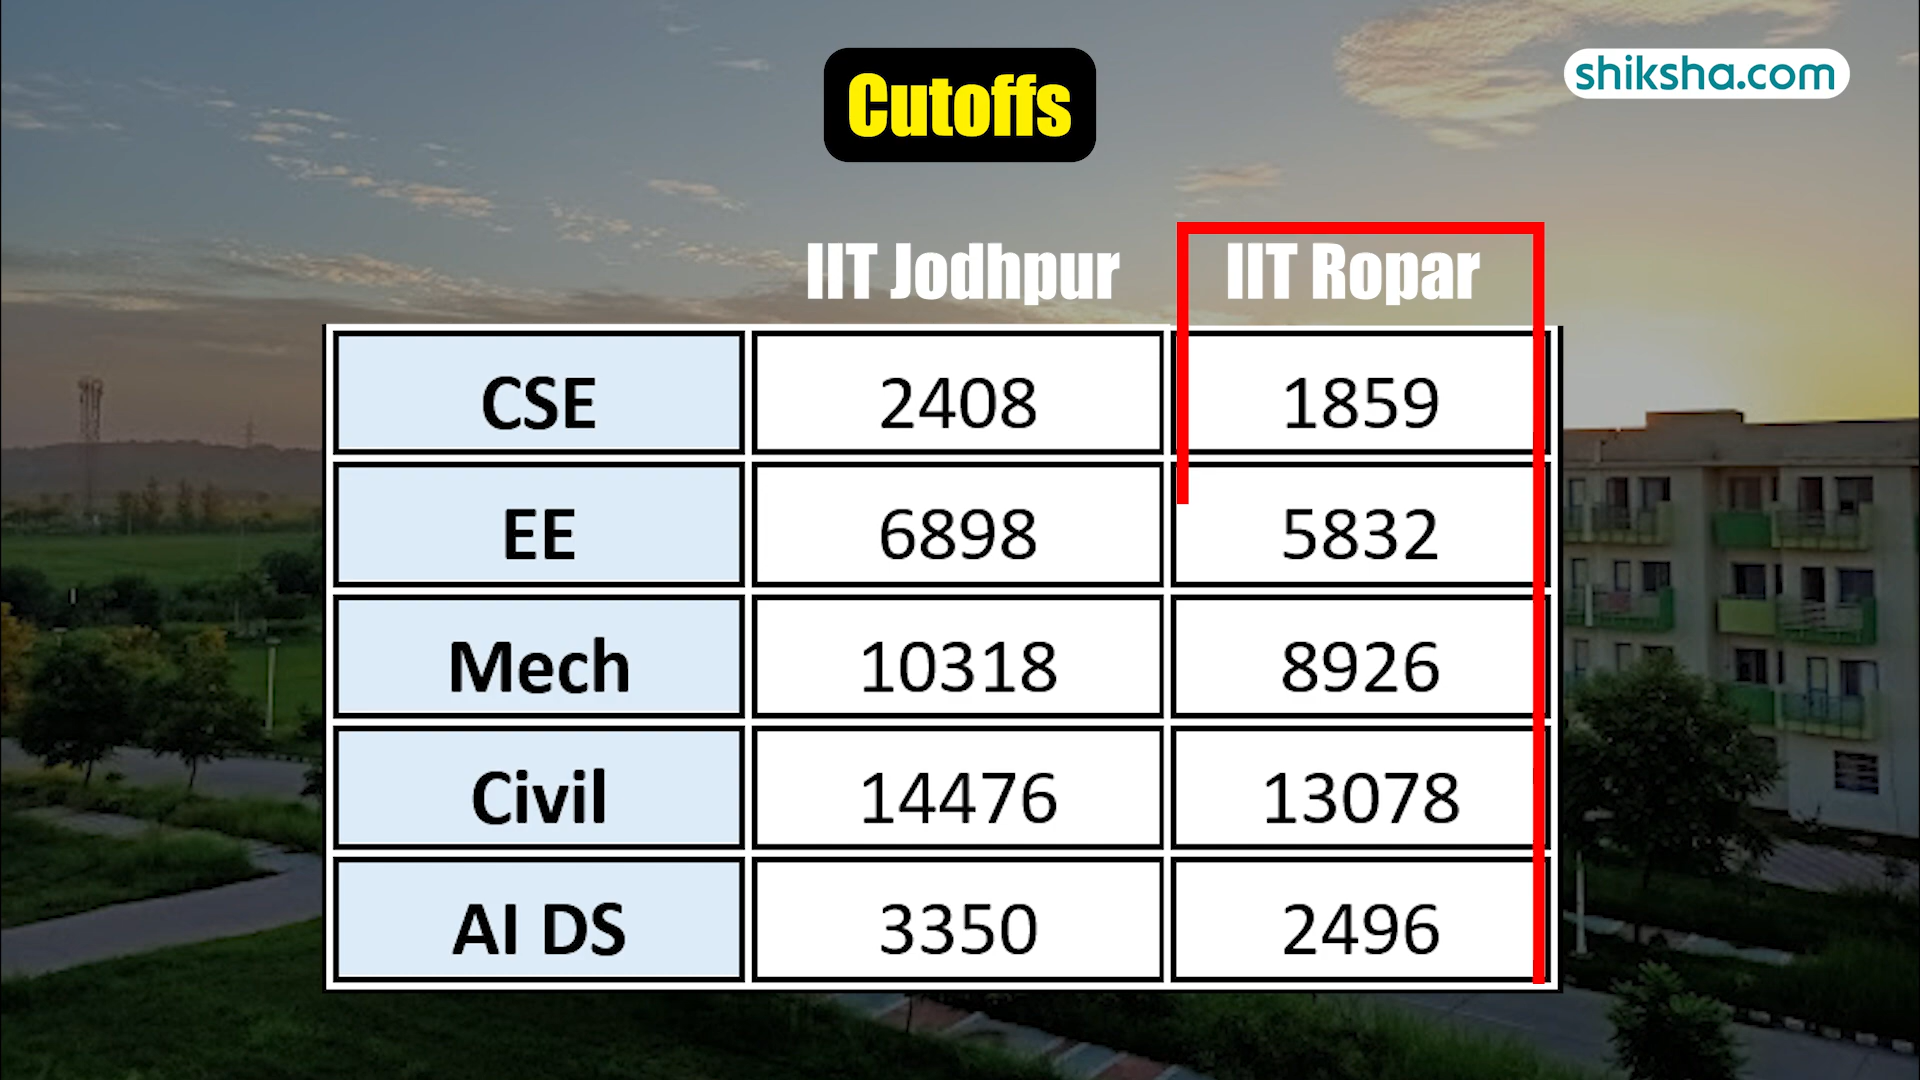 Cutoffs
shiksha.com
IIT Jodhpur IIT Ropar
CSE 2408 1859
EE 6898 5832
Mech 10318 8926
Civil 14476 13078
AI DS 3350 2496